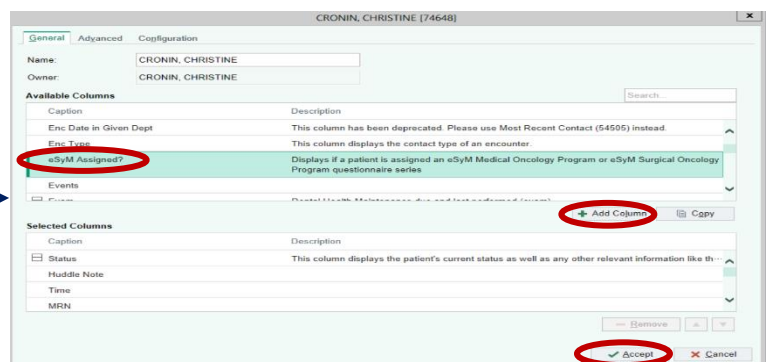 CRONIN, CHRISTINE [74648] x
General Advanced Configuration
Name: CRONIN, CHRISTINE
Owner: CRONIN, CHRISTINE
Available Columns Search...
Caption Description
Enc Date in Given Dept This column has been deprecated. Please use Most Recent Contact (54505) instead.
Enc Type This column displays the contact type of an encounter.
eSyM Assigned? Displays if a patient is assigned an eSyM Medical Oncology Program or eSyM Surgical Oncology
Program questionnaire series
Events
Add Column Copy
Selected Columns
Caption Description
Status This column displays the patient's current status as well as any other relevant information like th...
Huddle Note
Time
MRN
Remove
Accept Cancel